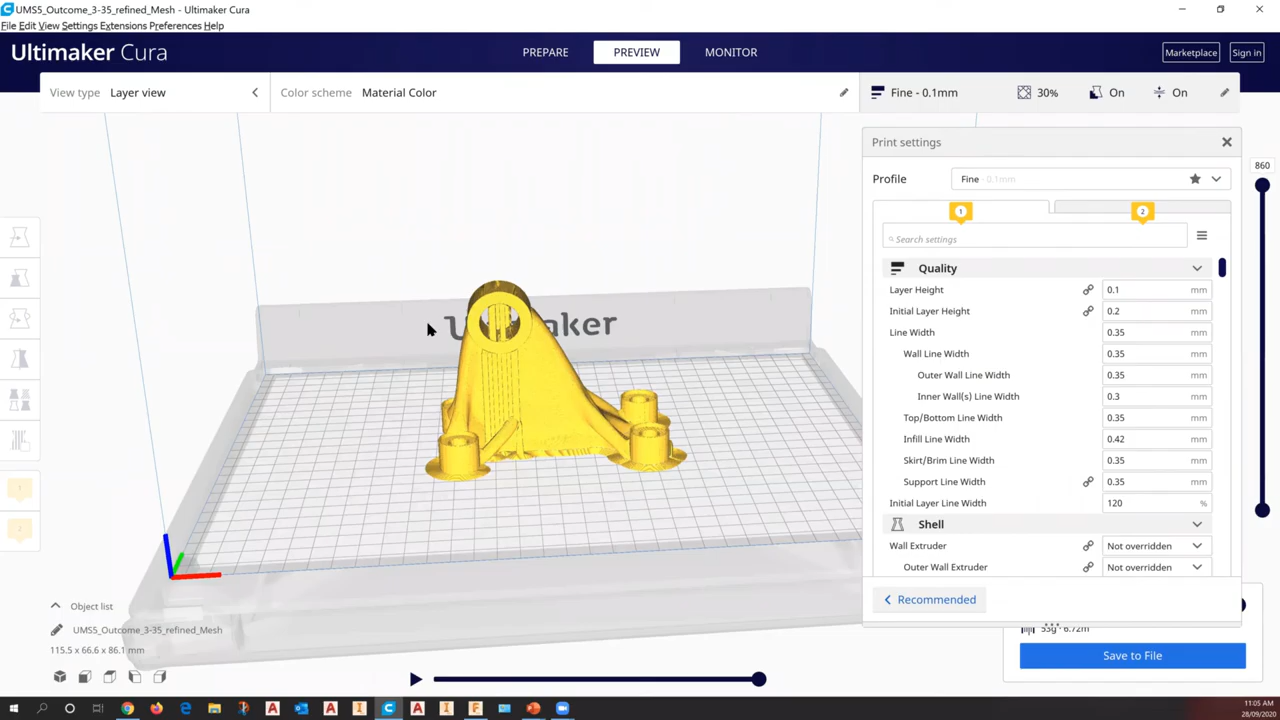 UMS5_Outcome_3-35_refined_Mesh - Ultimaker Cura
File Edit View Settings Extensions Preferences Help
Ultimaker Cura
PREPARE
PREVIEW
MONITOR
Marketplace
Sign in
View type Layer view
Color scheme Material Color
Fine - 0.1mm
30%
On
On
Print settings
Profile
Fine - 0.1mm
1
2
Search settings
Quality
Layer Height 0.1 mm
Initial Layer Height 0.2 mm
Line Width 0.35 mm
Wall Line Width 0.35 mm
Outer Wall Line Width 0.35 mm
Inner Wall(s) Line Width 0.3 mm
Top/Bottom Line Width 0.35 mm
Infill Line Width 0.42 mm
Skirt/Brim Line Width 0.35 mm
Support Line Width 0.35 mm
Initial Layer Line Width 120 %
Shell
Wall Extruder Not overridden
Outer Wall Extruder Not overridden
Recommended
860
Object list
UMS5_Outcome_3-35_refined_Mesh
115.5 x 66.6 x 86.1 mm
53g · 6.72m
Save to File
11:05 AM
28/09/2020